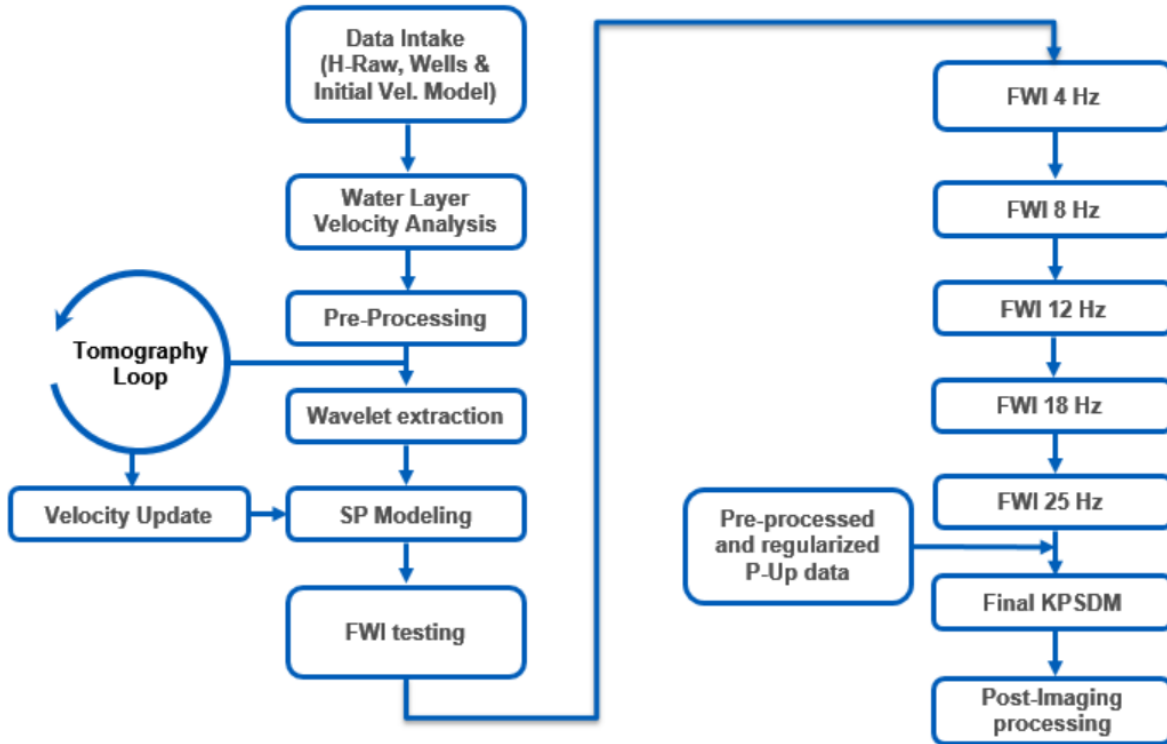 Data Intake
(H-Raw, Wells &
Initial Vel. Model)
Water Layer
Velocity Analysis
Pre-Processing
Tomography
Loop
Wavelet extraction
Velocity Update
SP Modeling
FWI testing
FWI 4 Hz
FWI 8 Hz
FWI 12 Hz
FWI 18 Hz
FWI 25 Hz
Pre-processed
and regularized
P-Up data
Final KPSDM
Post-Imaging
processing